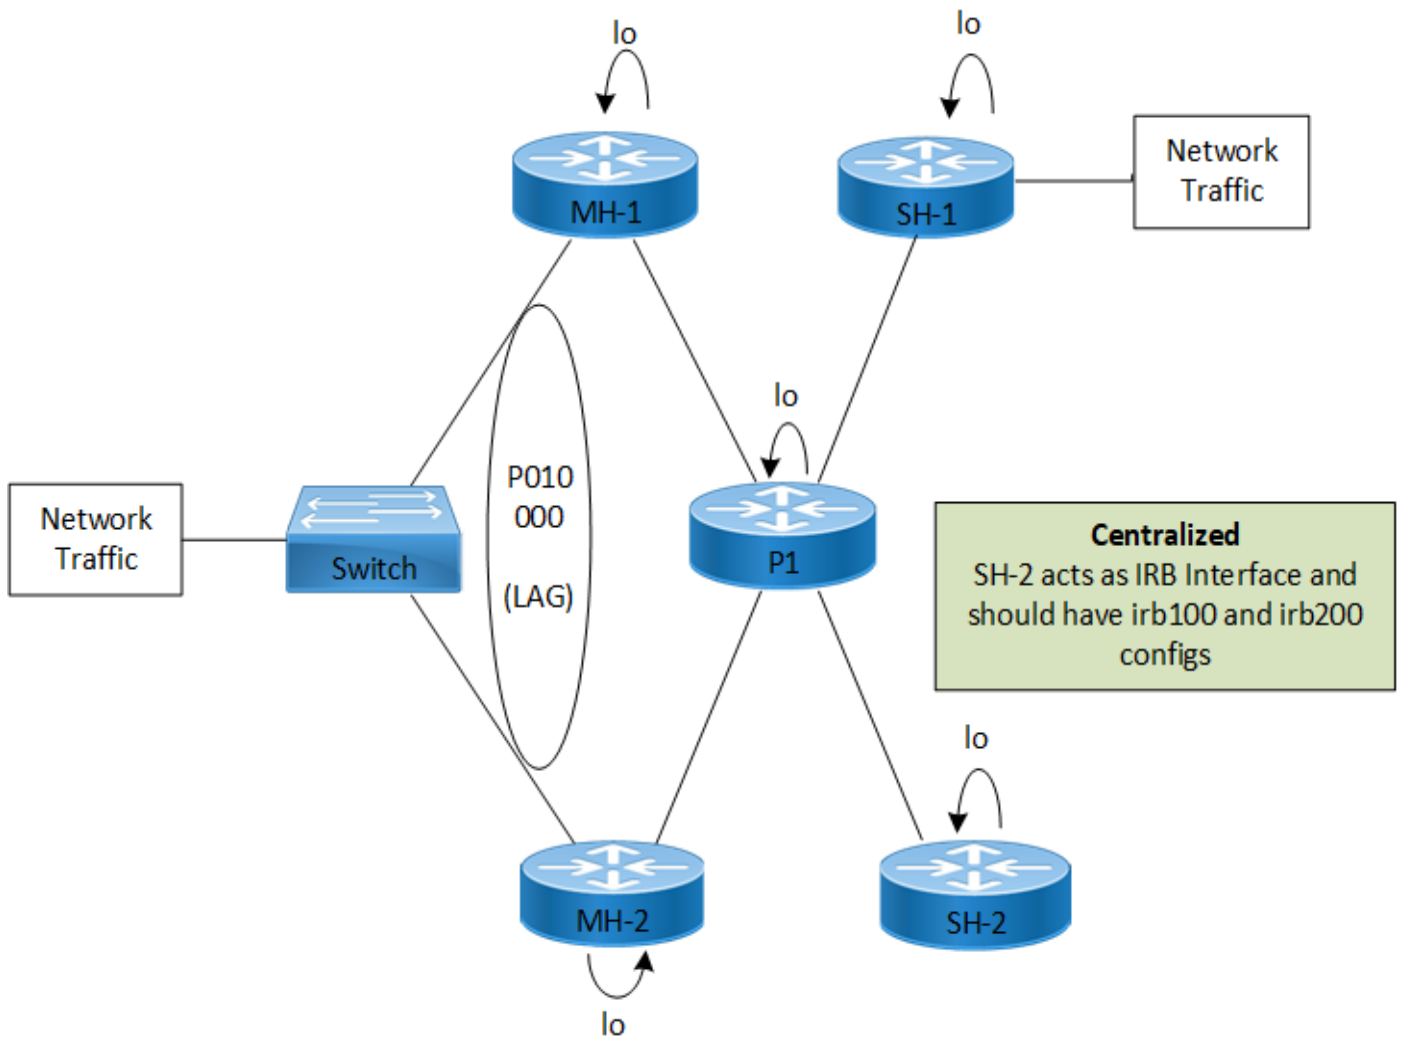 lo
lo
MH-1
SH-1
Network
Traffic
lo
P010
000
(LAG)
Network
Traffic
Switch
P1
Centralized
SH-2 acts as IRB Interface and
should have irb100 and irb200
configs
lo
MH-2
SH-2
lo